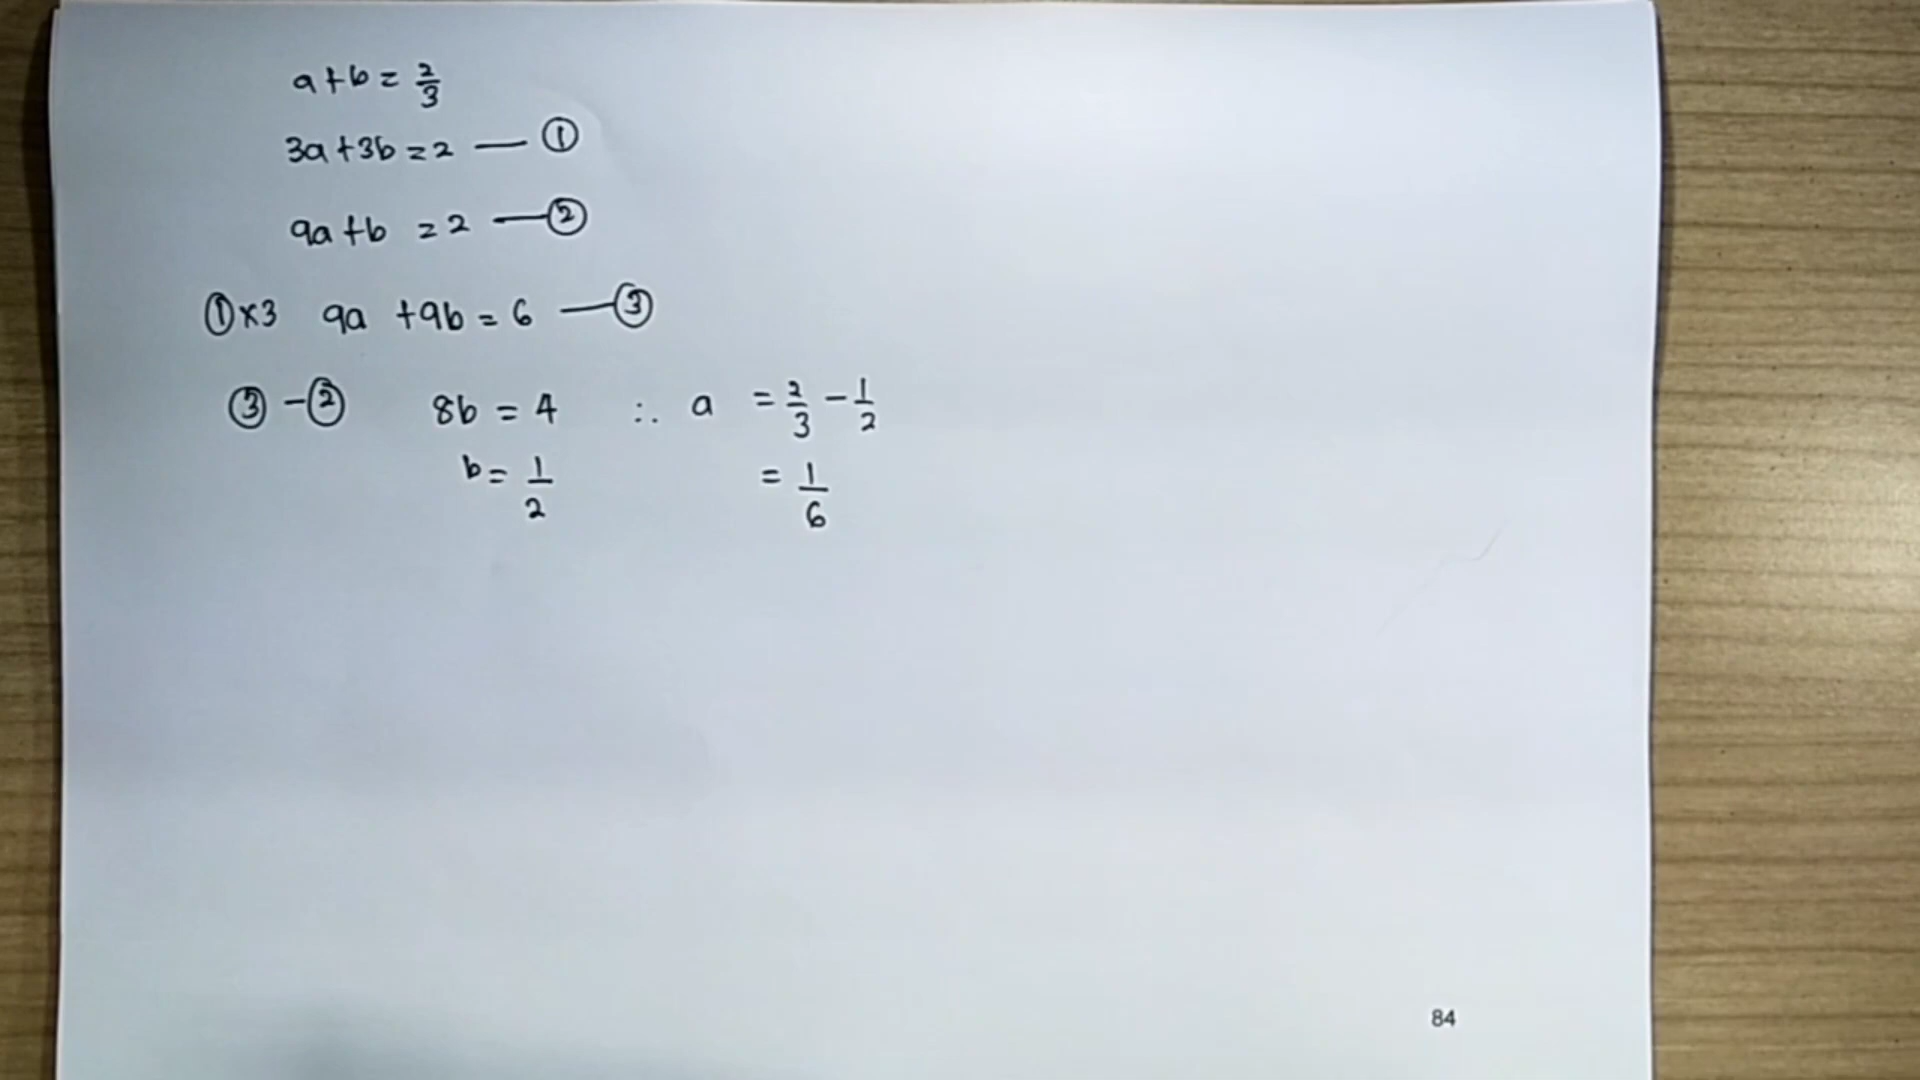 a + b = 2/3
3a + 3b = 2 — ①
9a + b = 2 — ②
① × 3 9a + 9b = 6 — ③
③ - ② 8b = 4 ∴ a = 2/3 - 1/2
b = 1/2 = 1/6
84